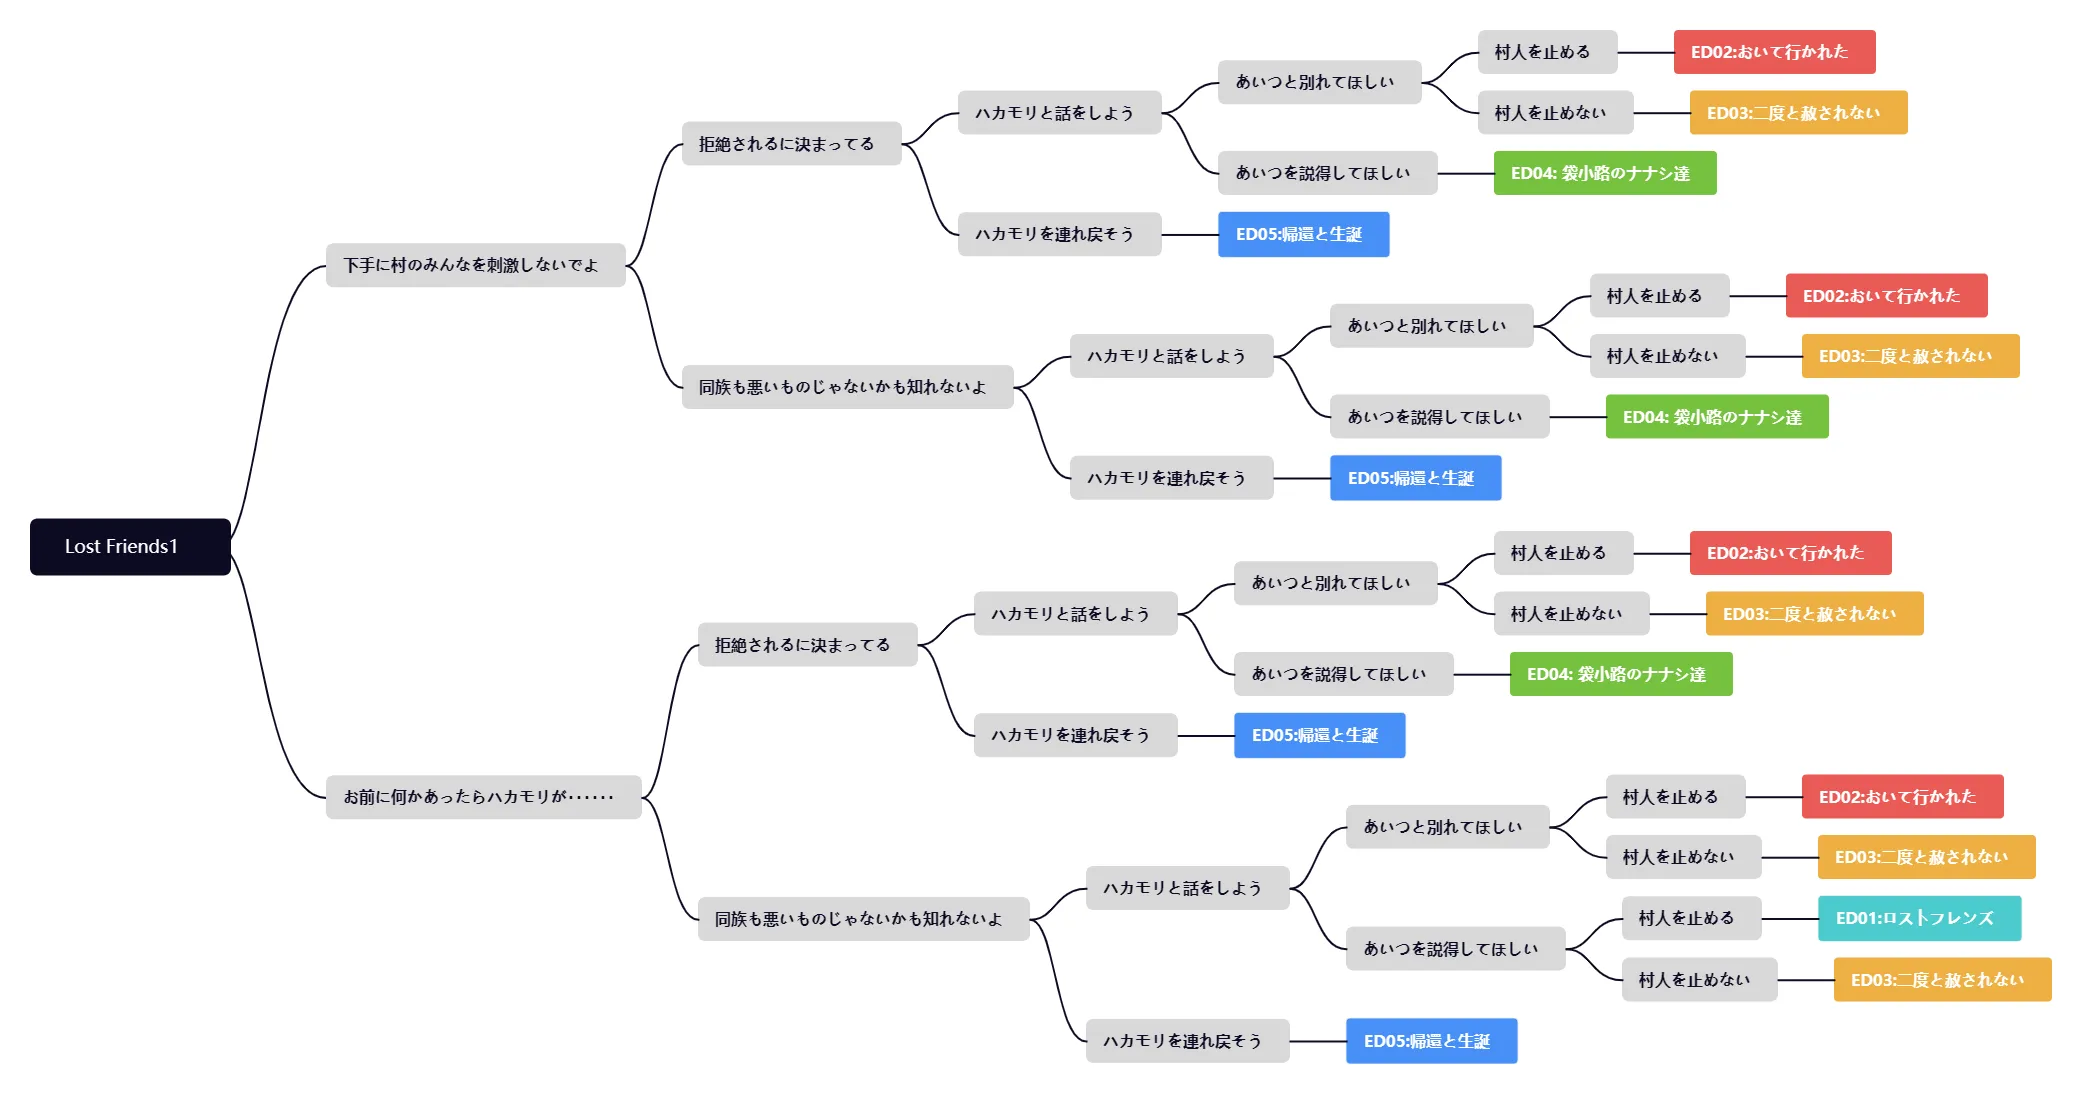 Lost Friends1
下手に村のみんなを刺激しないでよ
拒絶されるに決まってる
ハカモリと話をしよう
あいつと別れてほしい
村人を止める
ED02:おいて行かれた
村人を止めない
ED03:二度と赦されない
あいつを説得してほしい
ED04: 袋小路のナナシ達
ハカモリを連れ戻そう
ED05:帰還と生誕
同族も悪いものじゃないかも知れないよ
ハカモリと話をしよう
あいつと別れてほしい
村人を止める
ED02:おいて行かれた
村人を止めない
ED03:二度と赦されない
あいつを説得してほしい
ED04: 袋小路のナナシ達
ハカモリを連れ戻そう
ED05:帰還と生誕
お前に何かあったらハカモリが‥‥‥
拒絶されるに決まってる
ハカモリと話をしよう
あいつと別れてほしい
村人を止める
ED02:おいて行かれた
村人を止めない
ED03:二度と赦されない
あいつを説得してほしい
ED04: 袋小路のナナシ達
ハカモリを連れ戻そう
ED05:帰還と生誕
同族も悪いものじゃないかも知れないよ
ハカモリと話をしよう
あいつと別れてほしい
村人を止める
ED02:おいて行かれた
村人を止めない
ED03:二度と赦されない
あいつを説得してほしい
村人を止める
ED01:ロストフレンズ
村人を止めない
ED03:二度と赦されない
ハカモリを連れ戻そう
ED05:帰還と生誕